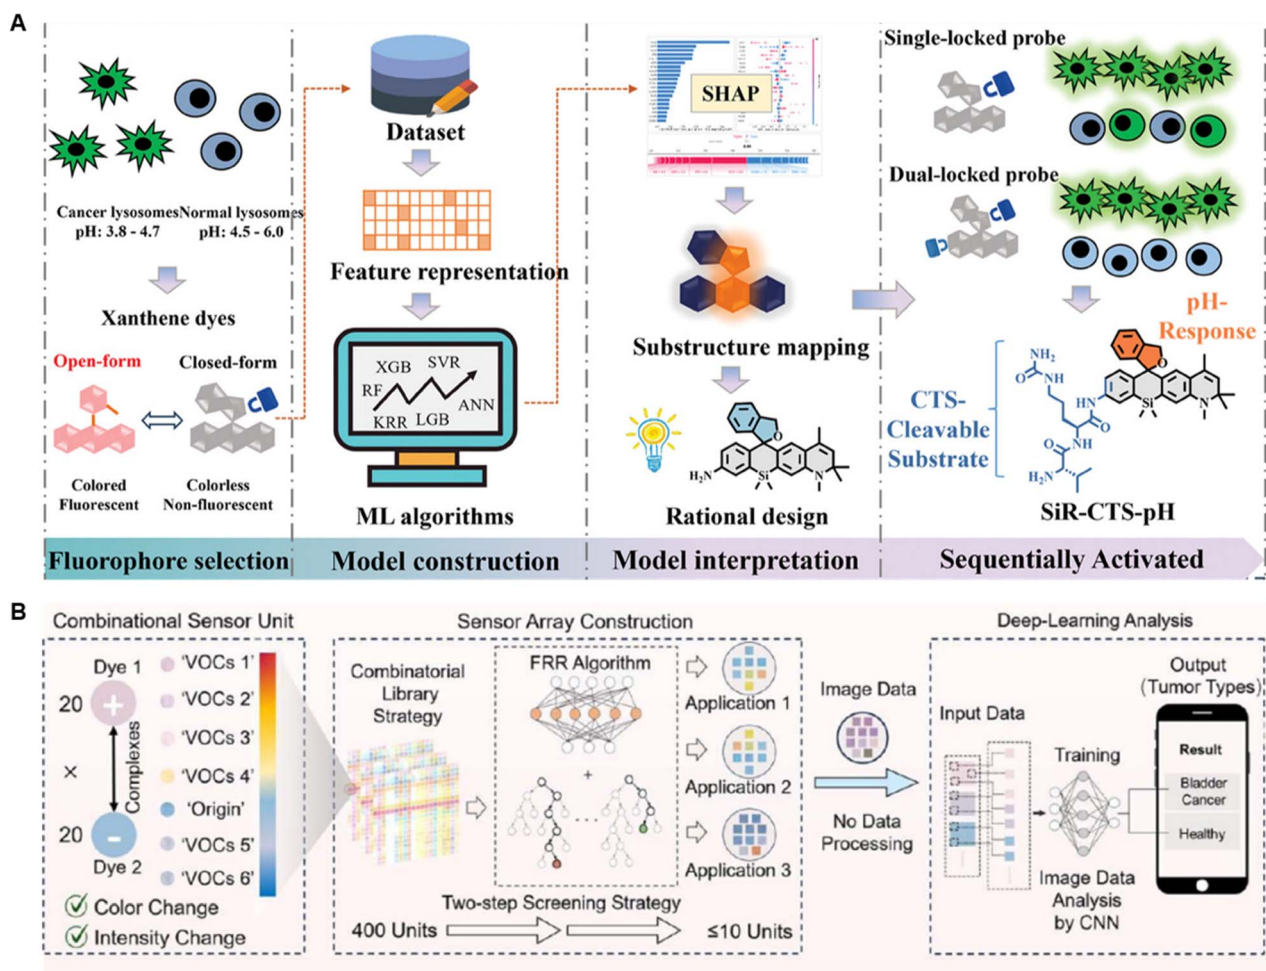 A
Cancer lysosomes
pH: 3.8 - 4.7
Normal lysosomes
pH: 4.5 - 6.0
Xanthene dyes
Open-form
Closed-form
Colored
Fluorescent
Colorless
Non-fluorescent
Fluorophore selection
Dataset
Feature representation
XGB
SVR
RF
KRR
LGB
ANN
ML algorithms
Model construction
SHAP
Substructure mapping
O
H₂N
Si
N
Rational design
Model interpretation
Single-locked probe
Dual-locked probe
pH-
Response
CTS-
Cleavable
Substrate
NH₂
O
NH
HN
O
O
NH
O
H₂N
Si
N
SiR-CTS-pH
Sequentially Activated
B
Combinational Sensor Unit
Dye 1
20
+
×
Complexes
20
-
Dye 2
'VOCs 1'
'VOCs 2'
'VOCs 3'
'VOCs 4'
'Origin'
'VOCs 5'
'VOCs 6'
Color Change
Intensity Change
Sensor Array Construction
Combinatorial
Library
Strategy
FRR Algorithm
+
...
Application 1
Application 2
Application 3
Two-step Screening Strategy
400 Units
≤10 Units
Image Data
No Data
Processing
Deep-Learning Analysis
Input Data
Training
Image Data
Analysis
by CNN
Output
(Tumor Types)
Result
Bladder
Cancer
Healthy